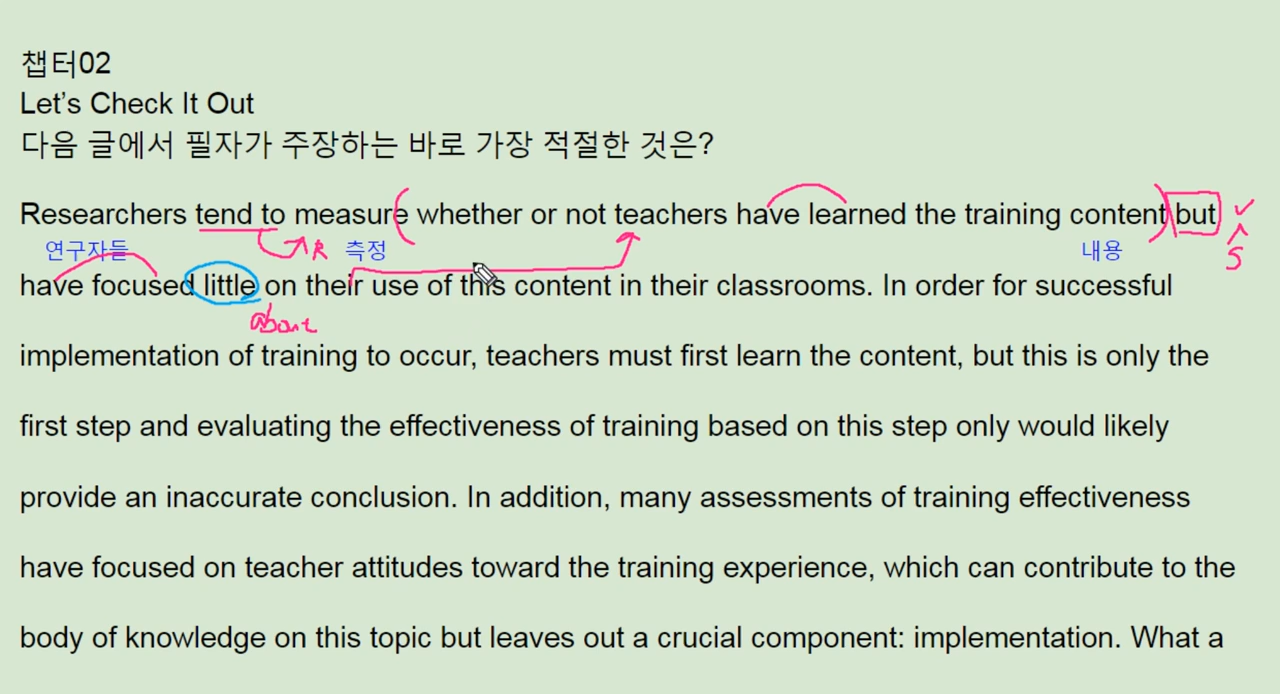 챕터02
Let's Check It Out
다음 글에서 필자가 주장하는 바로 가장 적절한 것은?
Researchers tend to measure (whether or not teachers have learned the training content) but
연구자들 R 측정 내용 S
have focused little on their use of this content in their classrooms. In order for successful
about
implementation of training to occur, teachers must first learn the content, but this is only the
first step and evaluating the effectiveness of training based on this step only would likely
provide an inaccurate conclusion. In addition, many assessments of training effectiveness
have focused on teacher attitudes toward the training experience, which can contribute to the
body of knowledge on this topic but leaves out a crucial component: implementation. What a